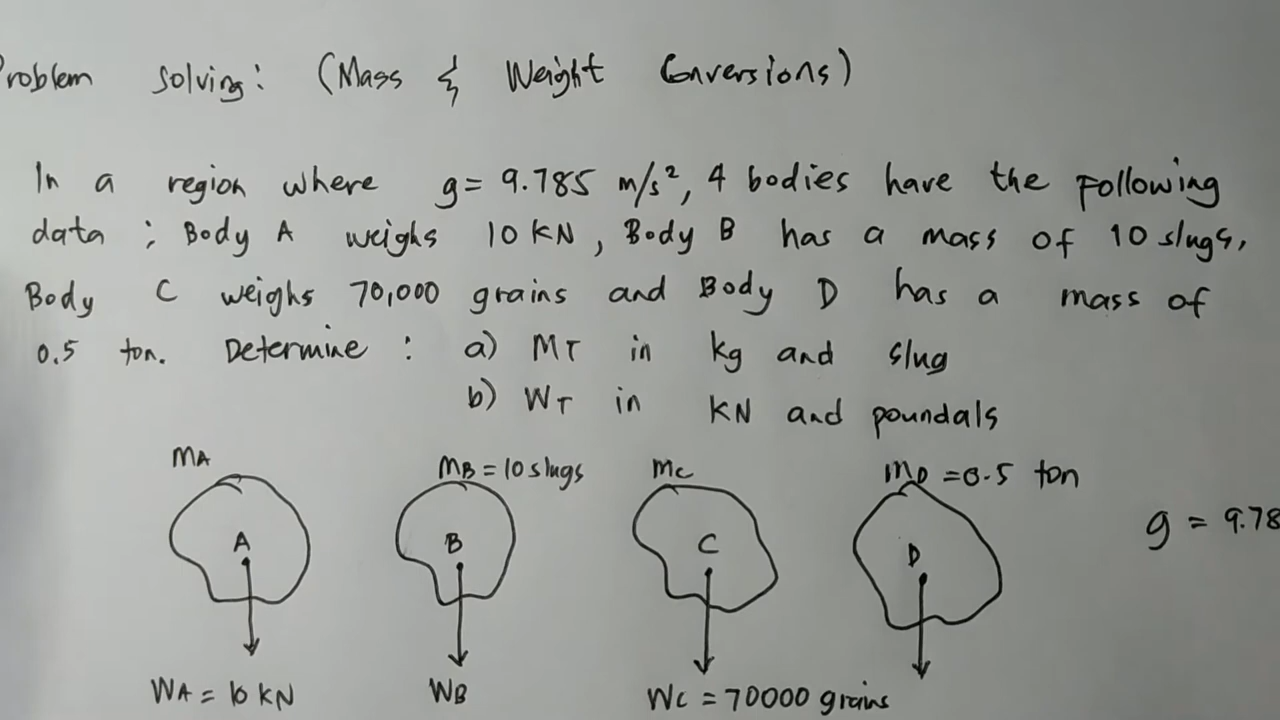 Problem Solving: (Mass & Weight Conversions)
In a region where g = 9.785 m/s², 4 bodies have the following
data ; Body A weighs 10 KN, Body B has a mass of 10 slugs,
Body C weighs 70,000 grains and Body D has a mass of
0.5 ton. Determine : a) MT in kg and slug
b) WT in KN and poundals
MA MB = 10 slugs MC MD = 0.5 ton
g = 9.78
A B C D
WA = 10 KN WB WC = 70000 grains